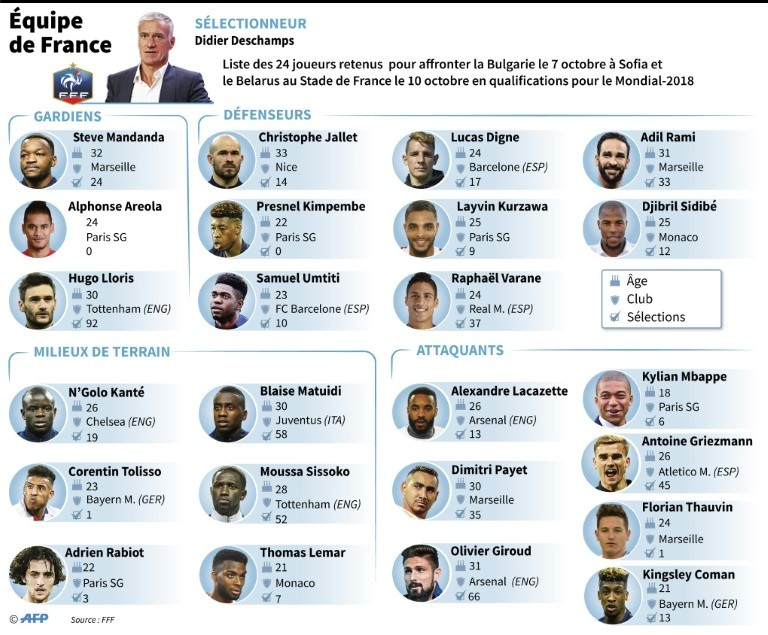 Équipe
de France
FFF
SÉLECTIONNEUR
Didier Deschamps
Liste des 24 joueurs retenus pour affronter la Bulgarie le 7 octobre à Sofia et
le Belarus au Stade de France le 10 octobre en qualifications pour le Mondial-2018
GARDIENS
Steve Mandanda
32
Marseille
24
Alphonse Areola
24
Paris SG
0
Hugo Lloris
30
Tottenham (ENG)
92
DÉFENSEURS
Christophe Jallet
33
Nice
14
Lucas Digne
24
Barcelone (ESP)
17
Adil Rami
31
Marseille
33
Presnel Kimpembe
22
Paris SG
0
Layvin Kurzawa
25
Paris SG
9
Djibril Sidibé
25
Monaco
12
Samuel Umtiti
23
FC Barcelone (ESP)
10
Raphaël Varane
24
Real M. (ESP)
37
Âge
Club
Sélections
MILIEUX DE TERRAIN
N'Golo Kanté
26
Chelsea (ENG)
19
Blaise Matuidi
30
Juventus (ITA)
58
Corentin Tolisso
23
Bayern M. (GER)
1
Moussa Sissoko
28
Tottenham (ENG)
52
Adrien Rabiot
22
Paris SG
3
Thomas Lemar
21
Monaco
7
ATTAQUANTS
Alexandre Lacazette
26
Arsenal (ENG)
13
Dimitri Payet
30
Marseille
35
Olivier Giroud
31
Arsenal (ENG)
66
Kylian Mbappe
18
Paris SG
6
Antoine Griezmann
26
Atletico M. (ESP)
45
Florian Thauvin
24
Marseille
1
Kingsley Coman
21
Bayern M. (GER)
13
© AFP Source : FFF